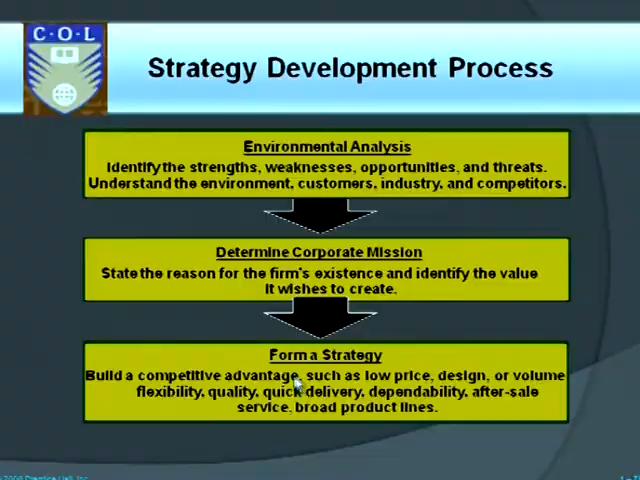 C·O·L
Strategy Development Process
Environmental Analysis
Identify the strengths, weaknesses, opportunities, and threats.
Understand the environment, customers, industry, and competitors.
Determine Corporate Mission
State the reason for the firm's existence and identify the value
it wishes to create.
Form a Strategy
Build a competitive advantage, such as low price, design, or volume
flexibility, quality, quick delivery, dependability, after-sale
service, broad product lines.